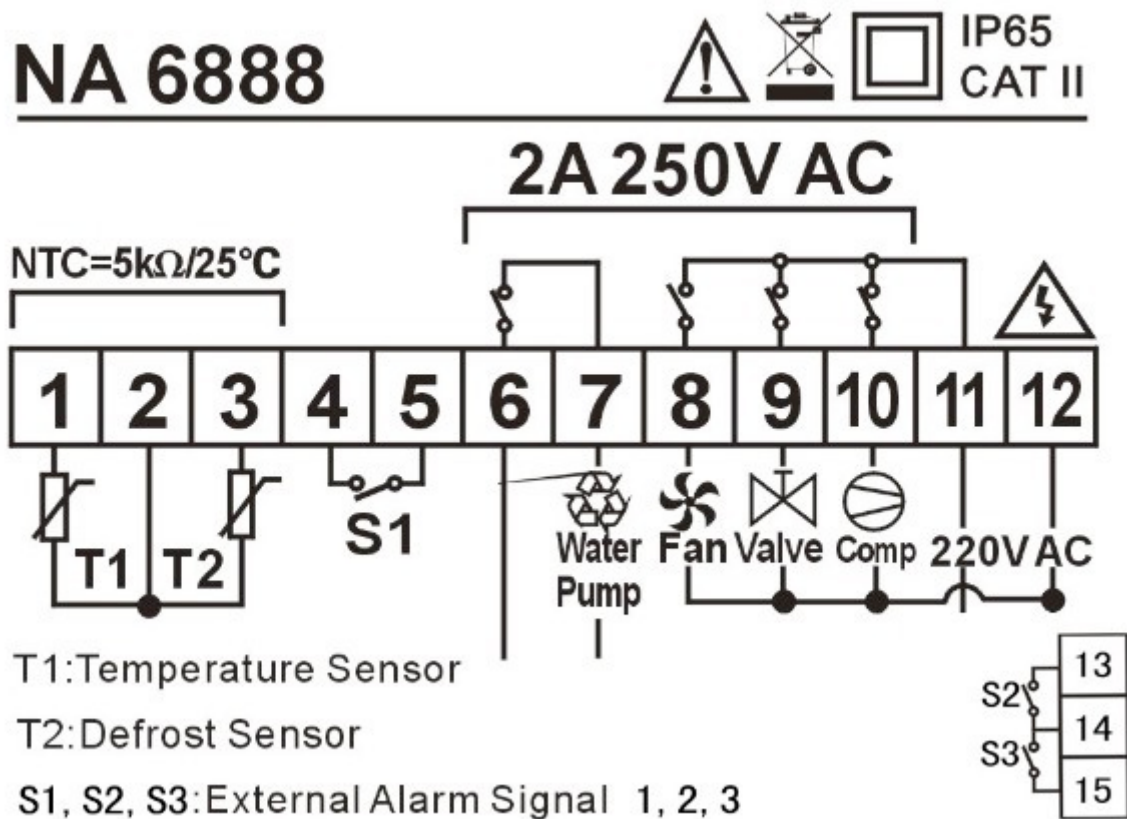 NA 6888
IP65
CAT II
2A 250V AC
NTC=5kΩ/25°C
1 2 3 4 5 6 7 8 9 10 11 12
T1 T2 S1
Water Pump
Fan Valve Comp 220V AC
T1:Temperature Sensor
T2:Defrost Sensor
S1, S2, S3:External Alarm Signal 1, 2, 3
13
S2
14
S3
15